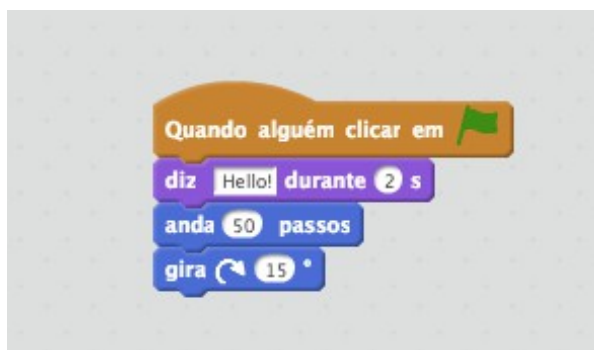 Quando alguém clicar em
diz Hello! durante 2 s
anda 50 passos
gira 15 °